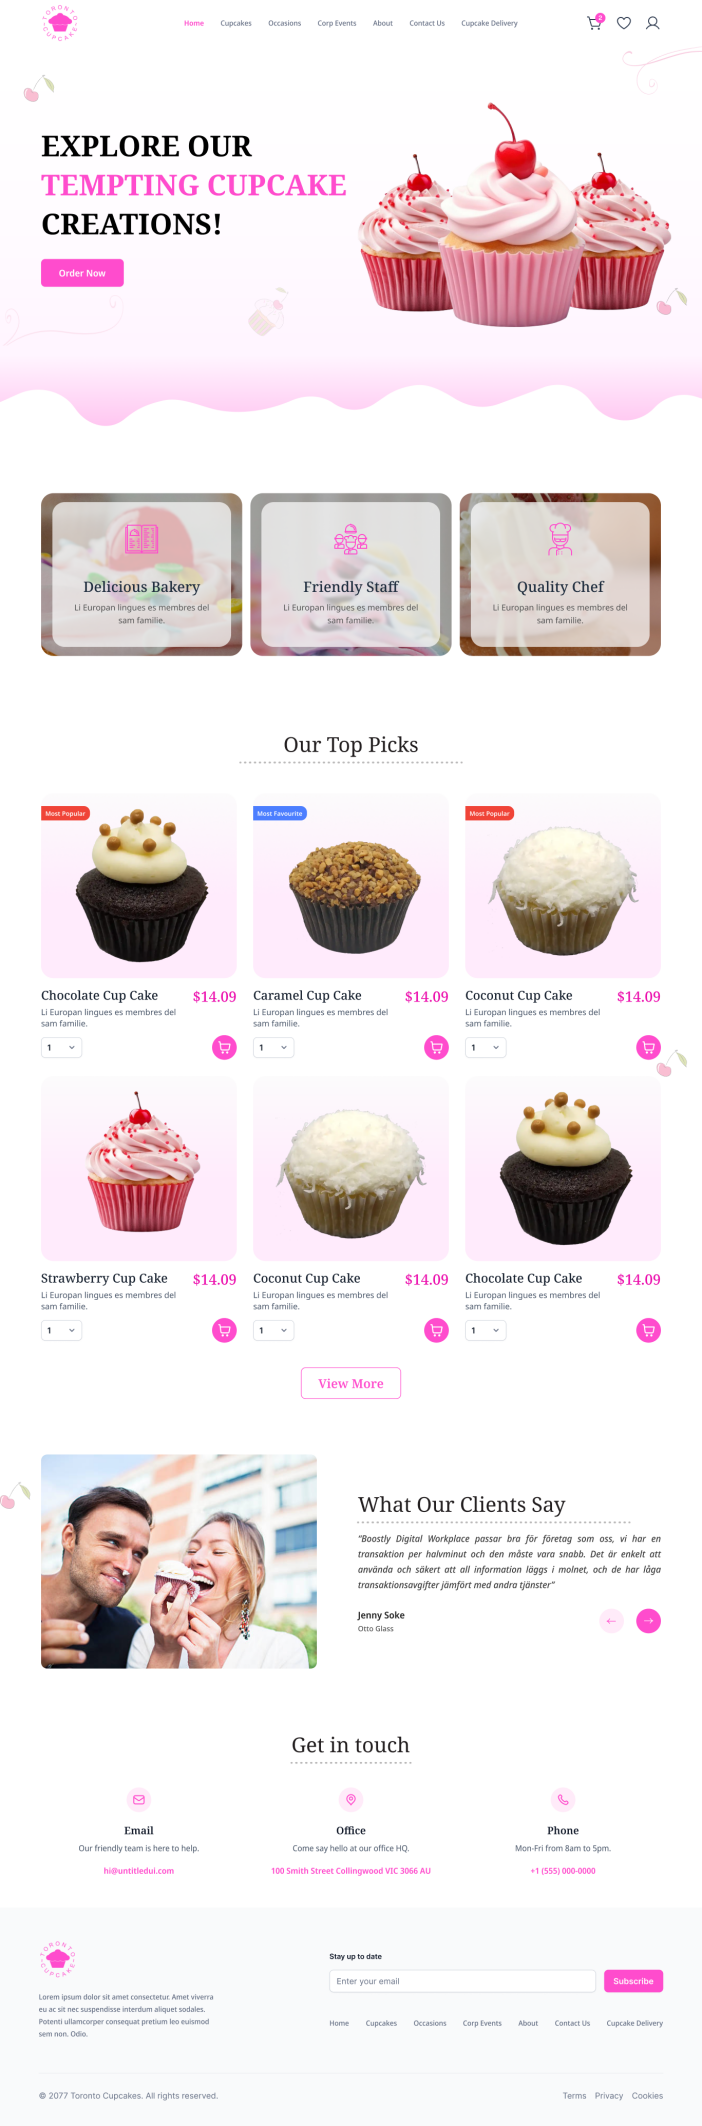 TORONTO
CUPCAKE
Home Cupcakes Occasions Corp Events About Contact Us Cupcake Delivery
2
EXPLORE OUR
TEMPTING CUPCAKE
CREATIONS!
Order Now
Delicious Bakery
Li Europan lingues es membres del
sam familie.
Friendly Staff
Li Europan lingues es membres del
sam familie.
Quality Chef
Li Europan lingues es membres del
sam familie.
Our Top Picks
Most Popular
Chocolate Cup Cake $14.09
Li Europan lingues es membres del
sam familie.
1
Most Favourite
Caramel Cup Cake $14.09
Li Europan lingues es membres del
sam familie.
1
Most Popular
Coconut Cup Cake $14.09
Li Europan lingues es membres del
sam familie.
1
Strawberry Cup Cake $14.09
Li Europan lingues es membres del
sam familie.
1
Coconut Cup Cake $14.09
Li Europan lingues es membres del
sam familie.
1
Chocolate Cup Cake $14.09
Li Europan lingues es membres del
sam familie.
1
View More
What Our Clients Say
“Boostly Digital Workplace passar bra för företag som oss, vi har en
transaktion per halvminut och den måste vara snabb. Det är enkelt att
använda och säkert att all information läggs i molnet, och de har låga
transaktionsavgifter jämfört med andra tjänster”
Jenny Soke
Otto Glass
Get in touch
Email
Our friendly team is here to help.
hi@untitledui.com
Office
Come say hello at our office HQ.
100 Smith Street Collingwood VIC 3066 AU
Phone
Mon-Fri from 8am to 5pm.
+1 (555) 000-0000
TORONTO
CUPCAKE
Lorem ipsum dolor sit amet consectetur. Amet viverra
eu ac sit nec suspendisse interdum aliquet sodales.
Potenti ullamcorper consequat pretium leo euismod
sem non. Odio.
Stay up to date
Enter your email
Subscribe
Home Cupcakes Occasions Corp Events About Contact Us Cupcake Delivery
© 2077 Toronto Cupcakes. All rights reserved.
Terms Privacy Cookies